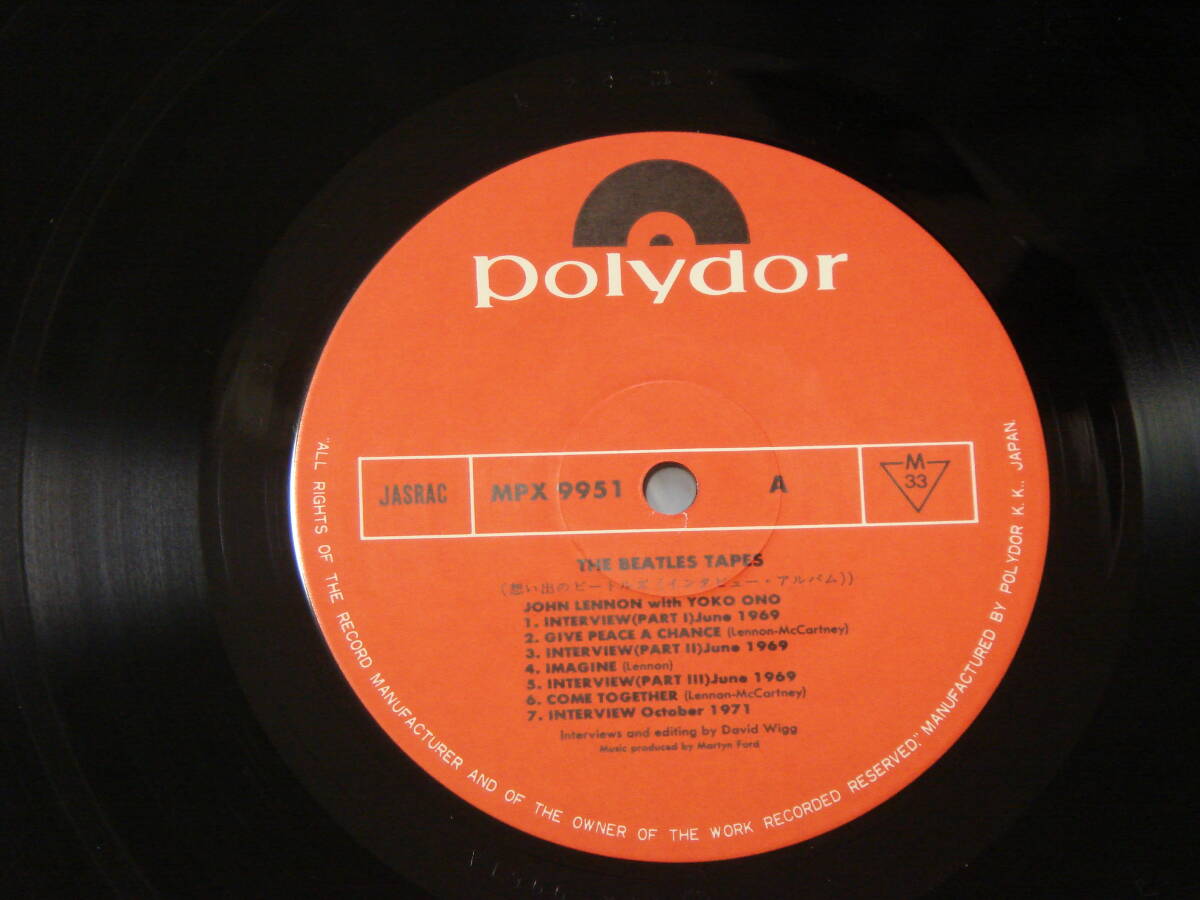 polydor
JASRAC
MPX 9951
A
M
33
THE BEATLES TAPES
(想い出のビートルズ(インタビュー・アルバム))
JOHN LENNON with YOKO ONO
1. INTERVIEW(PART I)June 1969
2. GIVE PEACE A CHANCE (Lennon-McCartney)
3. INTERVIEW(PART II)June 1969
4. IMAGINE (Lennon)
5. INTERVIEW(PART III)June 1969
6. COME TOGETHER (Lennon-McCartney)
7. INTERVIEW October 1971
Interviews and editing by David Wigg
Music produced by Martyn Ford
"ALL RIGHTS OF THE RECORD MANUFACTURER AND OF THE OWNER OF THE WORK RECORDED RESERVED." MANUFACTURED BY POLYDOR K.K., JAPAN.